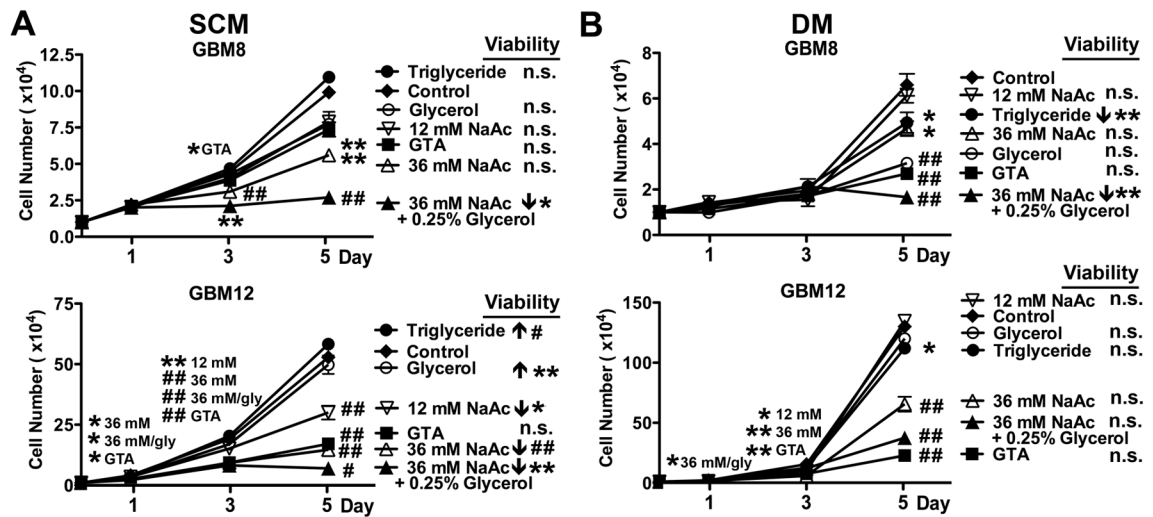 A
SCM
GBM8
Viability
Cell Number ( x10⁴)
12.5
10.0
7.5
5.0
2.5
0.0
1
3
5
Day
* GTA
##
**
**
**
##
Triglyceride n.s.
Control
Glycerol n.s.
12 mM NaAc n.s.
GTA n.s.
36 mM NaAc n.s.
36 mM NaAc ↓ *
+ 0.25% Glycerol
GBM12
Viability
Cell Number ( x10⁴)
75
50
25
0
1
3
5
Day
* 36 mM
* 36 mM/gly
* GTA
** 12 mM
## 36 mM
## 36 mM/gly
## GTA
##
##
##
#
Triglyceride ↑ #
Control
Glycerol ↑ **
12 mM NaAc ↓ *
GTA n.s.
36 mM NaAc ↓ ##
36 mM NaAc ↓ **
+ 0.25% Glycerol
B
DM
GBM8
Viability
Cell Number ( x10⁴)
8
6
4
2
0
1
3
5
Day
*
*
##
##
##
Control
12 mM NaAc n.s.
Triglyceride ↓ **
36 mM NaAc n.s.
Glycerol n.s.
GTA n.s.
36 mM NaAc ↓ **
+ 0.25% Glycerol
GBM12
Viability
Cell Number ( x10⁴)
150
100
50
0
1
3
5
Day
* 36 mM/gly
* 12 mM
** 36 mM
** GTA
*
##
##
##
12 mM NaAc n.s.
Control
Glycerol n.s.
Triglyceride n.s.
36 mM NaAc n.s.
36 mM NaAc n.s.
+ 0.25% Glycerol
GTA n.s.